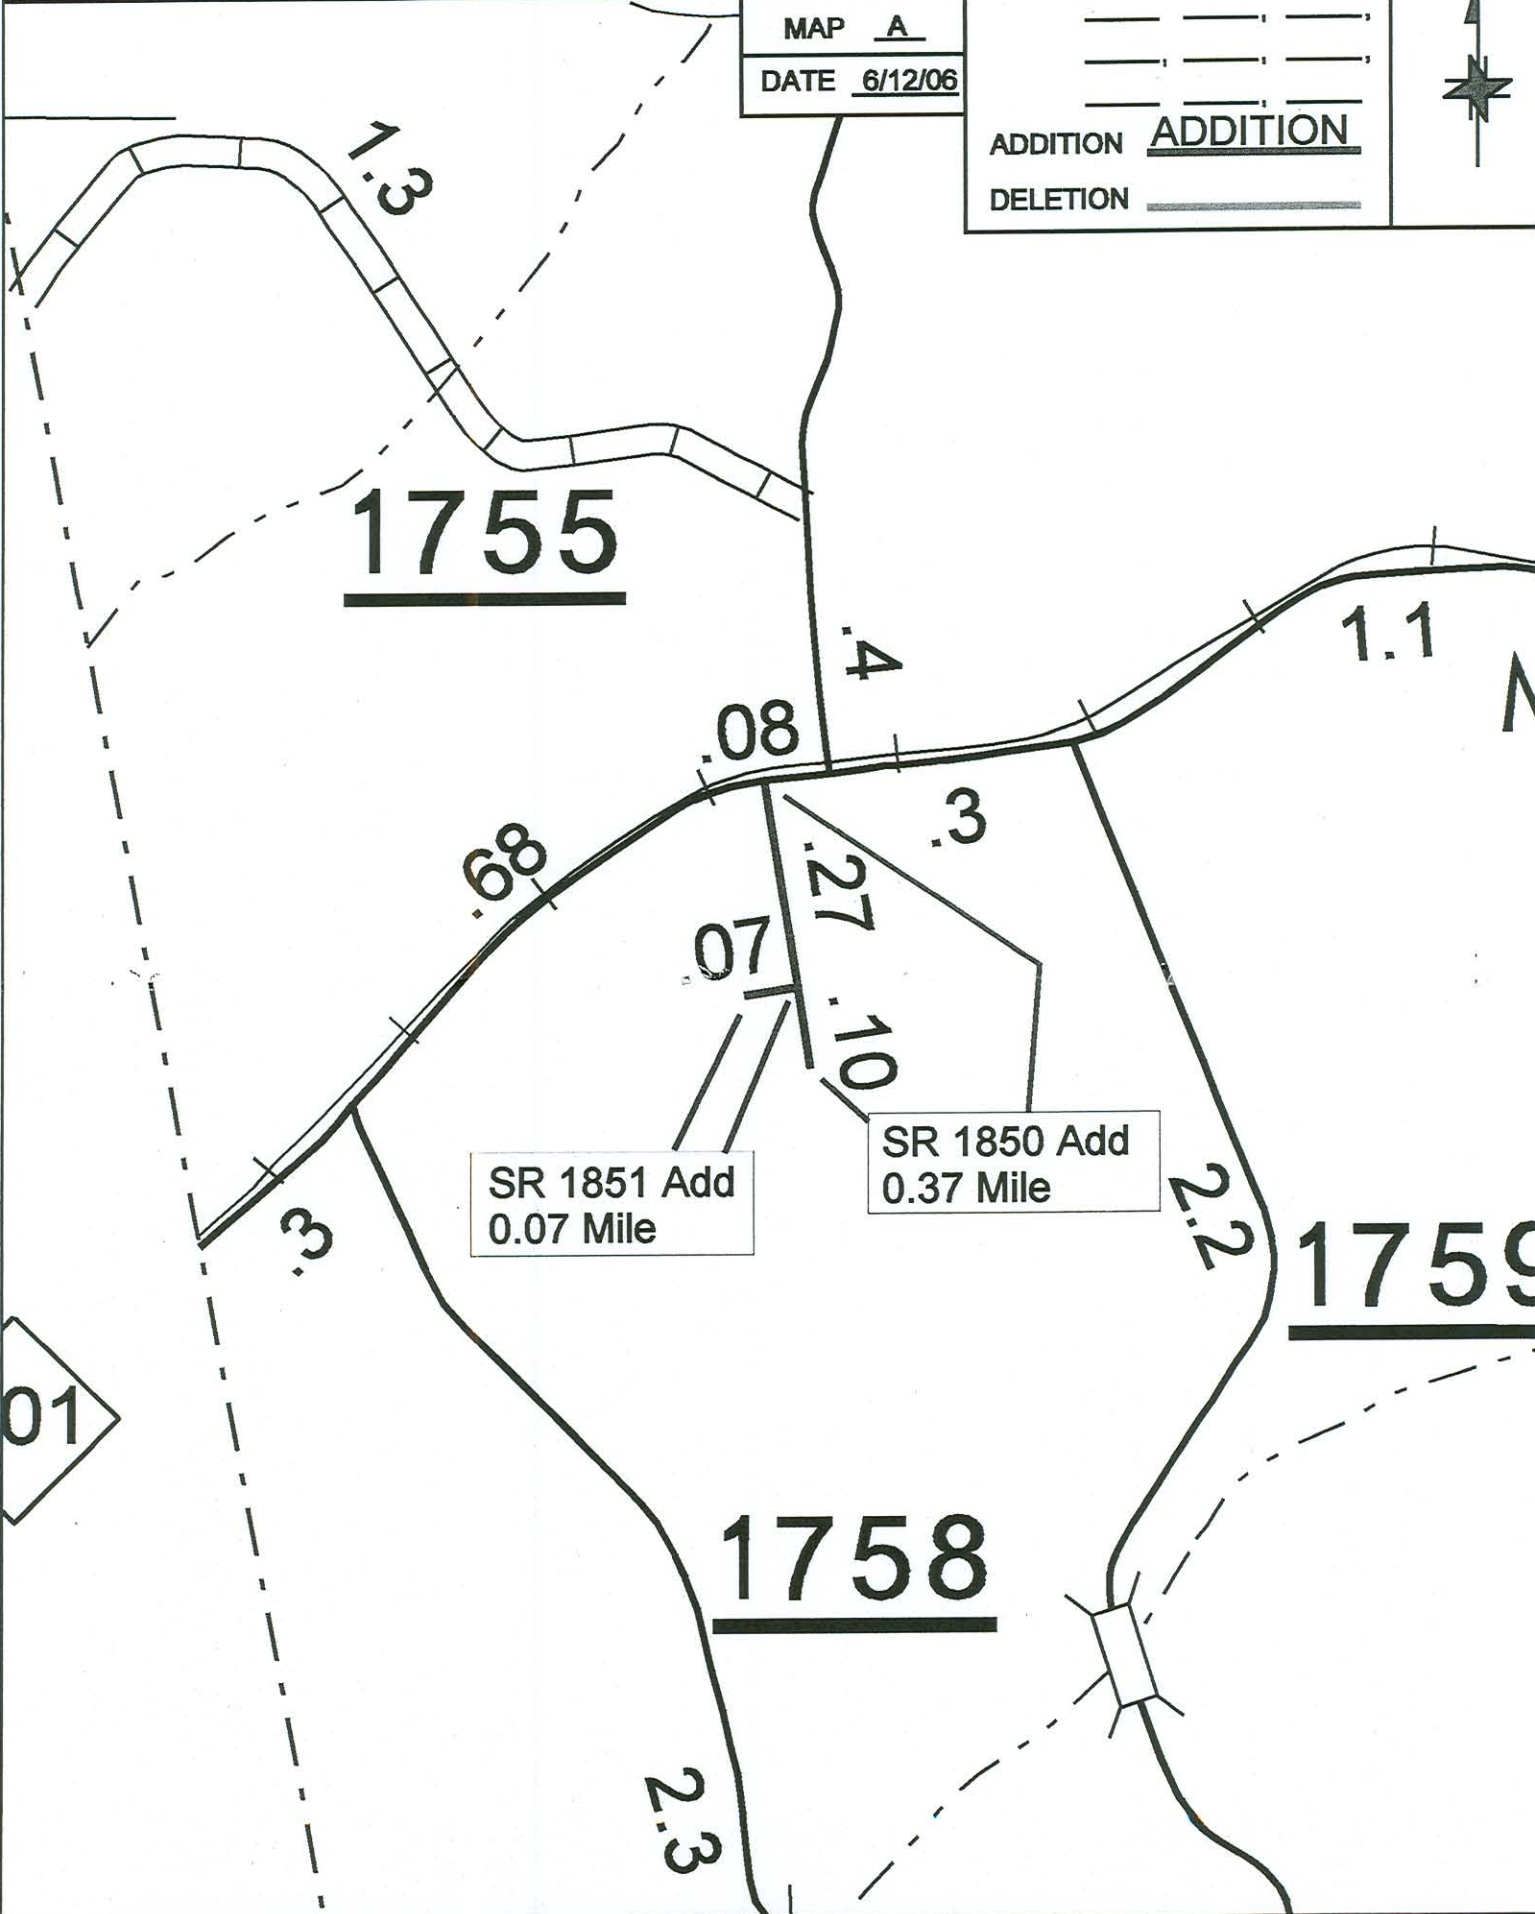 MAP A
DATE 6/12/06
ADDITION ADDITION
DELETION
1.3
1755
.4
1.1
.08
.3
.68
.27
.07
.10
SR 1850 Add
0.37 Mile
SR 1851 Add
0.07 Mile
.3
2.2
1759
01
1758
2.3